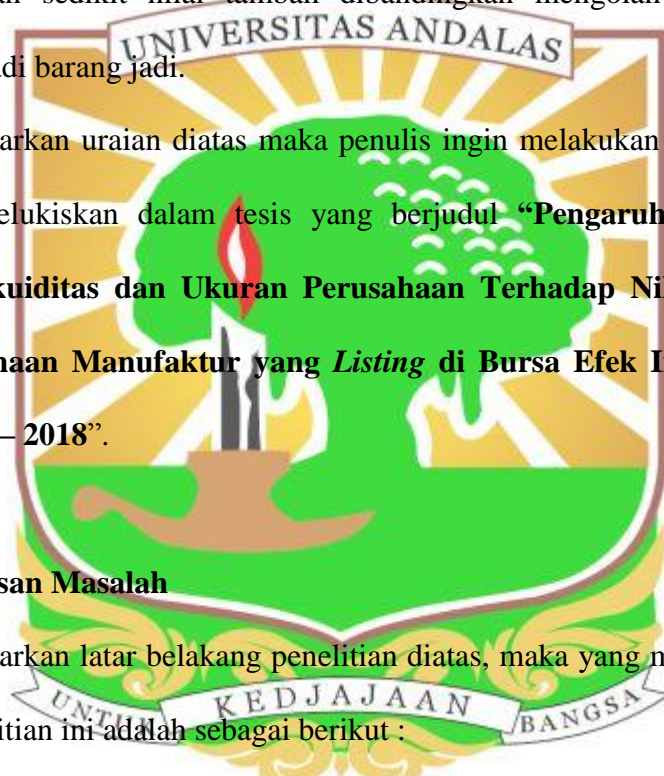 sedikit nilai tambah dibandingkan mengolah
UNIVERSITAS ANDALAS
adi barang jadi.
arkan uraian diatas maka penulis ingin melakukan
elukiskan dalam tesis yang berjudul “Pengaruh
kuiditas dan Ukuran Perusahaan Terhadap Ni
haan Manufaktur yang Listing di Bursa Efek I
– 2018”.
san Masalah
arkan latar belakang penelitian diatas, maka yang m
itian ini adalah sebagai berikut :
UNTUK KEDJAJAAN BANGSA